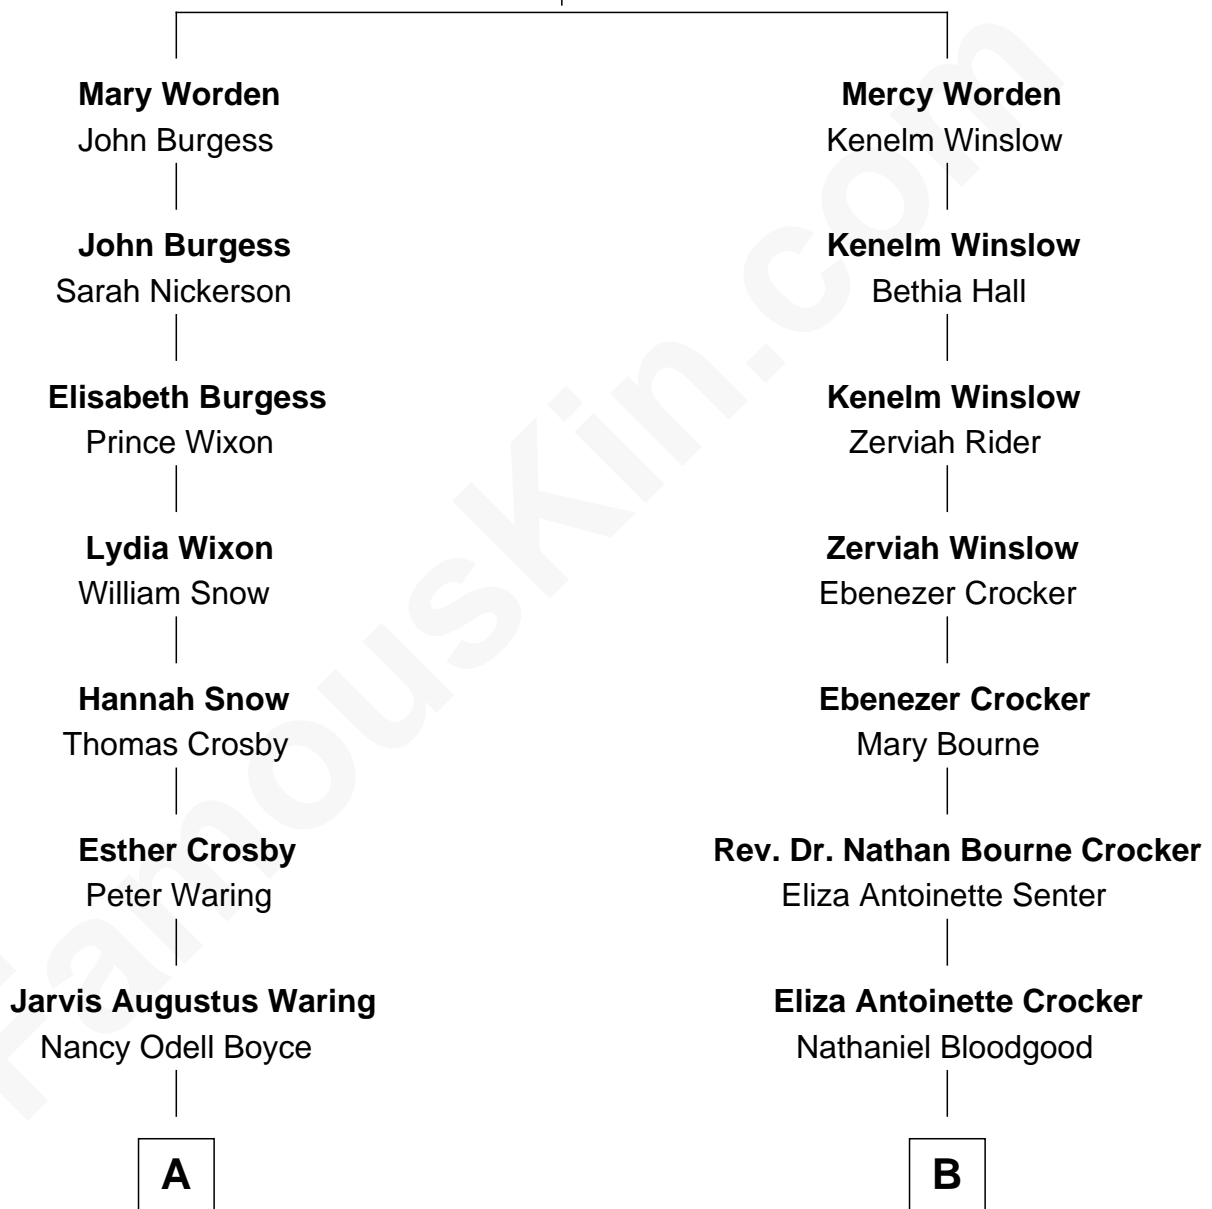 Mary Worden
John Burgess
John Burgess
Sarah Nickerson
Elisabeth Burgess
Prince Wixon
Lydia Wixon
William Snow
Hannah Snow
Thomas Crosby
Esther Crosby
Peter Waring
Jarvis Augustus Waring
Nancy Odell Boyce
A
Mercy Worden
Kenelm Winslow
Kenelm Winslow
Bethia Hall
Kenelm Winslow
Zerviah Rider
Zerviah Winslow
Ebenezer Crocker
Ebenezer Crocker
Mary Bourne
Rev. Dr. Nathan Bourne Crocker
Eliza Antoinette Senter
Eliza Antoinette Crocker
Nathaniel Bloodgood
B
FamousKin.com